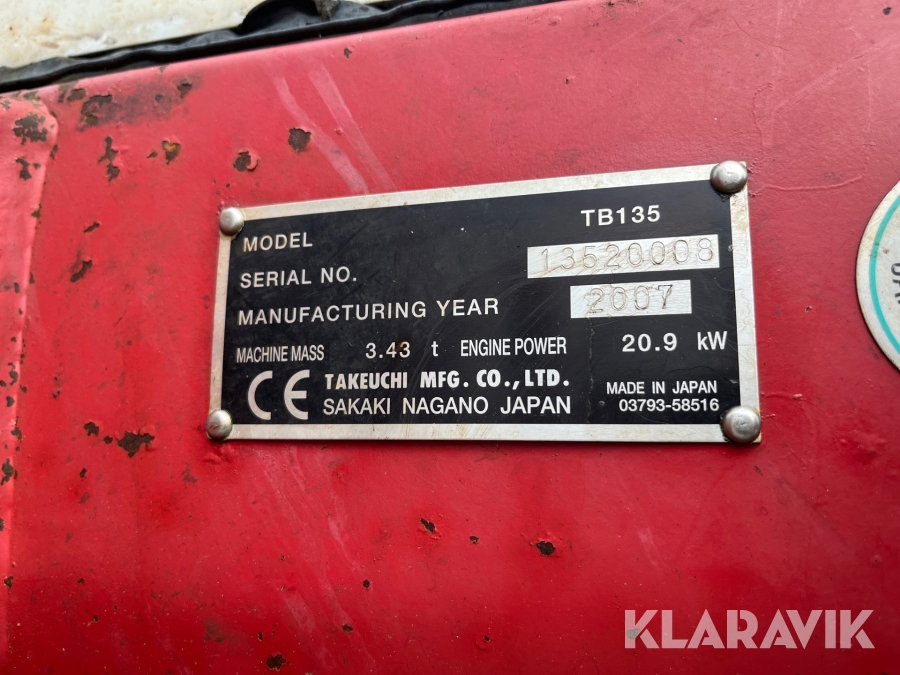 MODEL TB135
SERIAL NO. 13520008
MANUFACTURING YEAR 2007
MACHINE MASS 3.43 t ENGINE POWER 20.9 kW
CE TAKEUCHI MFG. CO., LTD.
SAKAKI NAGANO JAPAN
MADE IN JAPAN
03793-58516
KLARAVIK